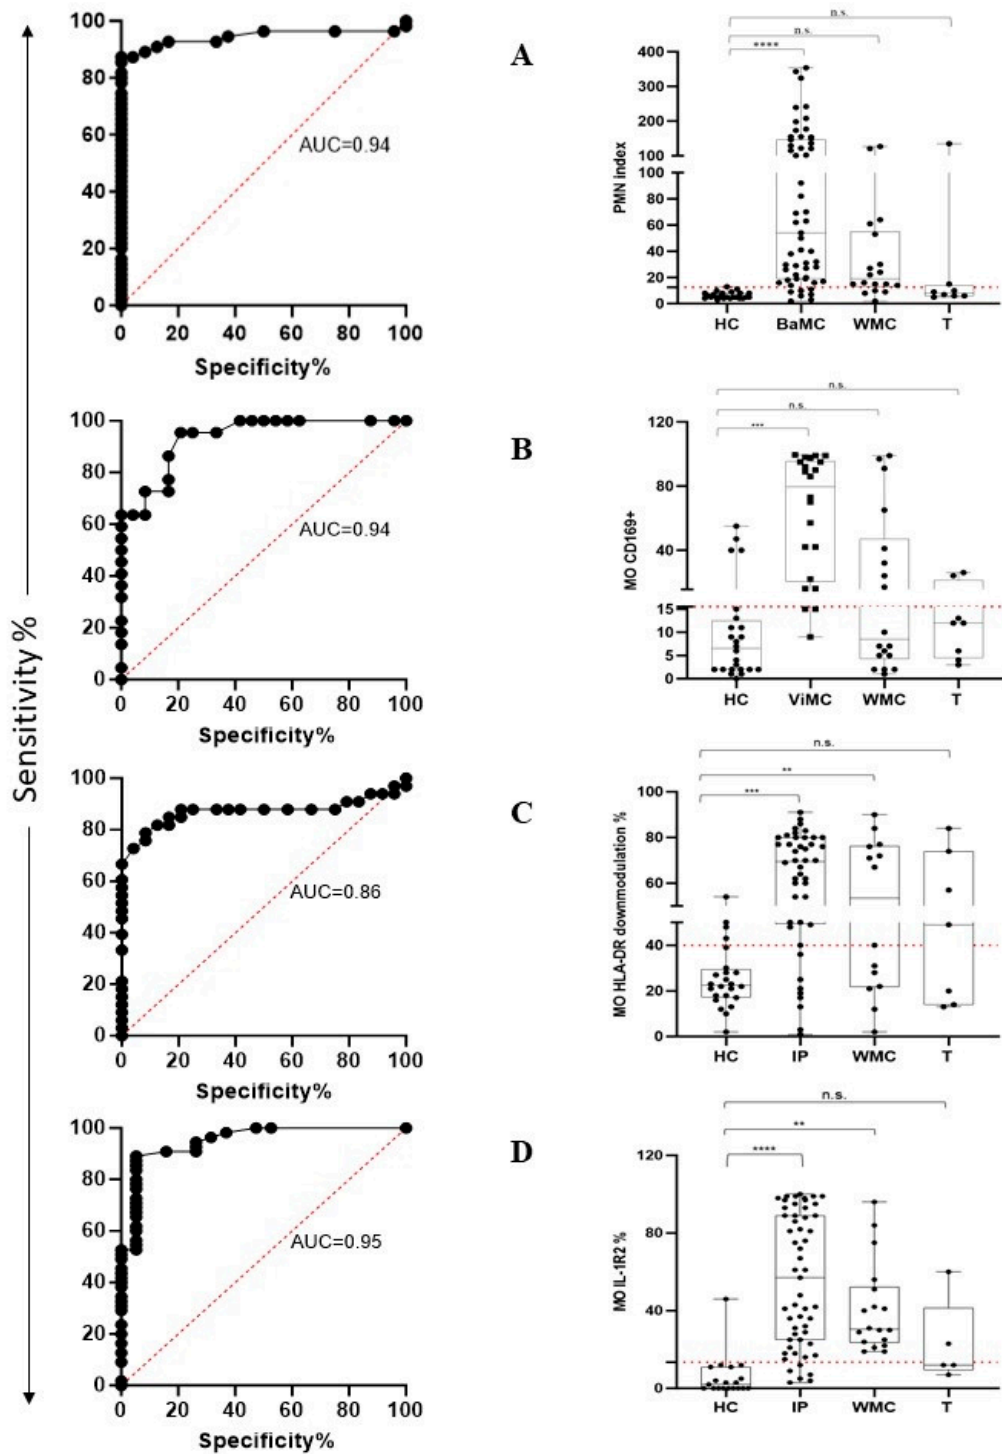 Sensitivity %
100
80
60
40
20
0
AUC=0.94
0 20 40 60 80 100
Specificity%
A
n.s.
n.s.
****
PMN index
400
300
200
100
100
80
60
40
20
0
HC BaMC WMC T
100
80
60
40
20
0
AUC=0.94
0 20 40 60 80 100
Specificity%
B
n.s.
n.s.
***
MO CD169+
120
80
40
15
10
5
0
HC ViMC WMC T
100
80
60
40
20
0
AUC=0.86
0 20 40 60 80 100
Specificity%
C
n.s.
**
***
MO HLA-DR downmodulation %
100
80
60
40
20
0
HC IP WMC T
100
80
60
40
20
0
AUC=0.95
0 20 40 60 80 100
Specificity%
D
n.s.
**
****
MO IL-1R2 %
120
80
40
0
HC IP WMC T